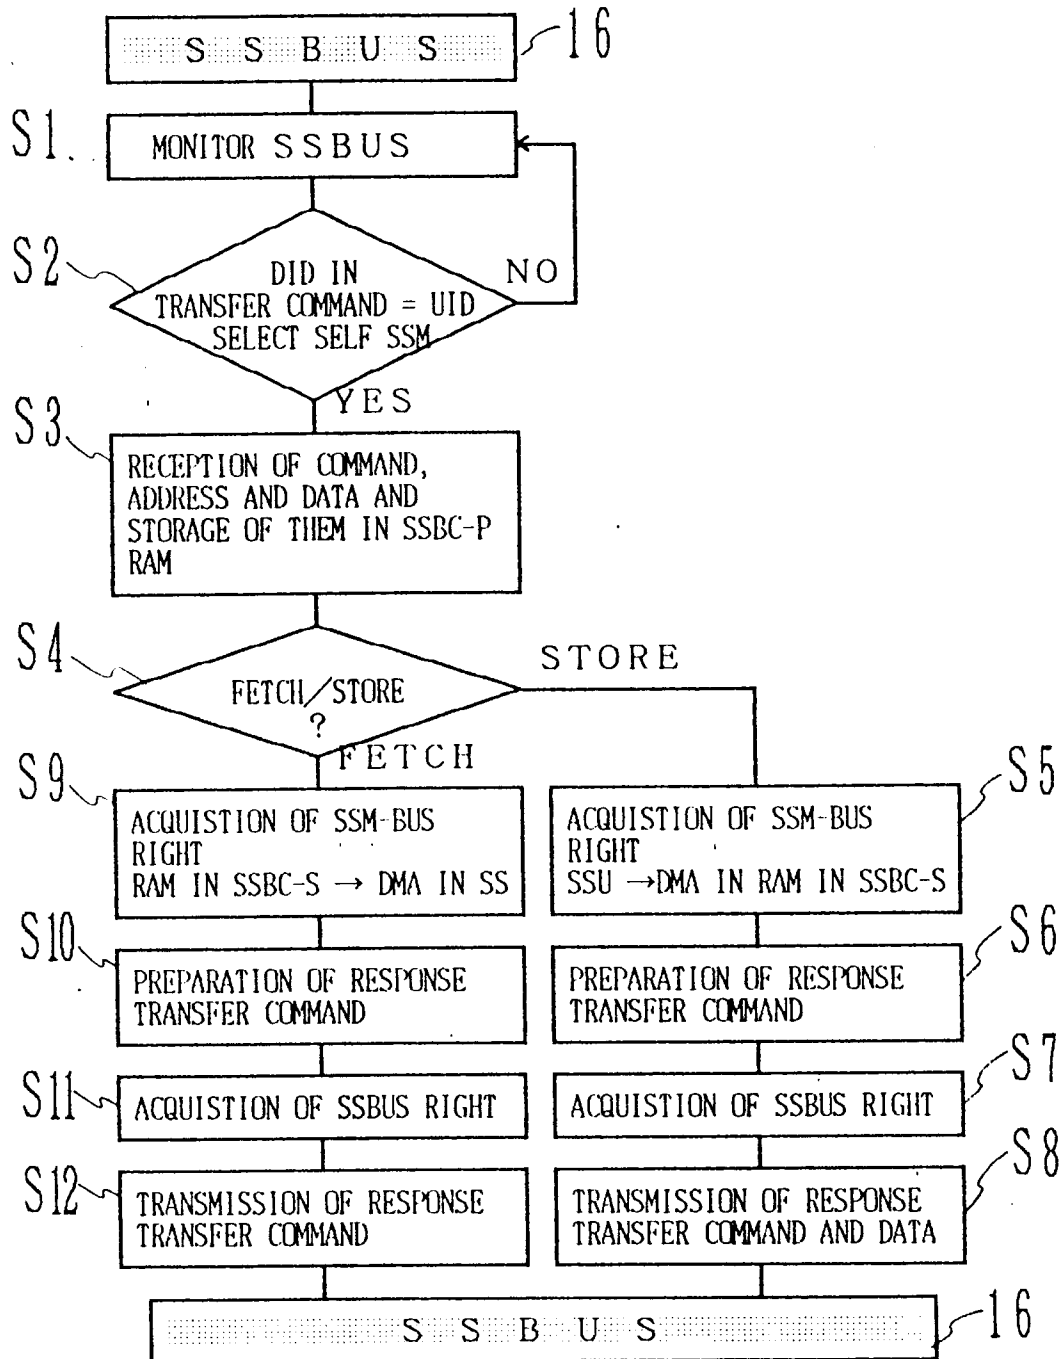 S S B U S
16
S1.
MONITOR SSBUS
S2
DID IN
TRANSFER COMMAND = UID
SELECT SELF SSM
NO
YES
S3
RECEPTION OF COMMAND,
ADDRESS AND DATA AND
STORAGE OF THEM IN SSBC-P
RAM
S4
FETCH/STORE
?
STORE
FETCH
S9
ACQUISTION OF SSM-BUS
RIGHT
RAM IN SSBC-S → DMA IN SS
S5
ACQUISTION OF SSM-BUS
RIGHT
SSU →DMA IN RAM IN SSBC-S
S10
PREPARATION OF RESPONSE
TRANSFER COMMAND
S6
PREPARATION OF RESPONSE
TRANSFER COMMAND
S11
ACQUISTION OF SSBUS RIGHT
S7
ACQUISTION OF SSBUS RIGHT
S12
TRANSMISSION OF RESPONSE
TRANSFER COMMAND
S8
TRANSMISSION OF RESPONSE
TRANSFER COMMAND AND DATA
S S B U S
16